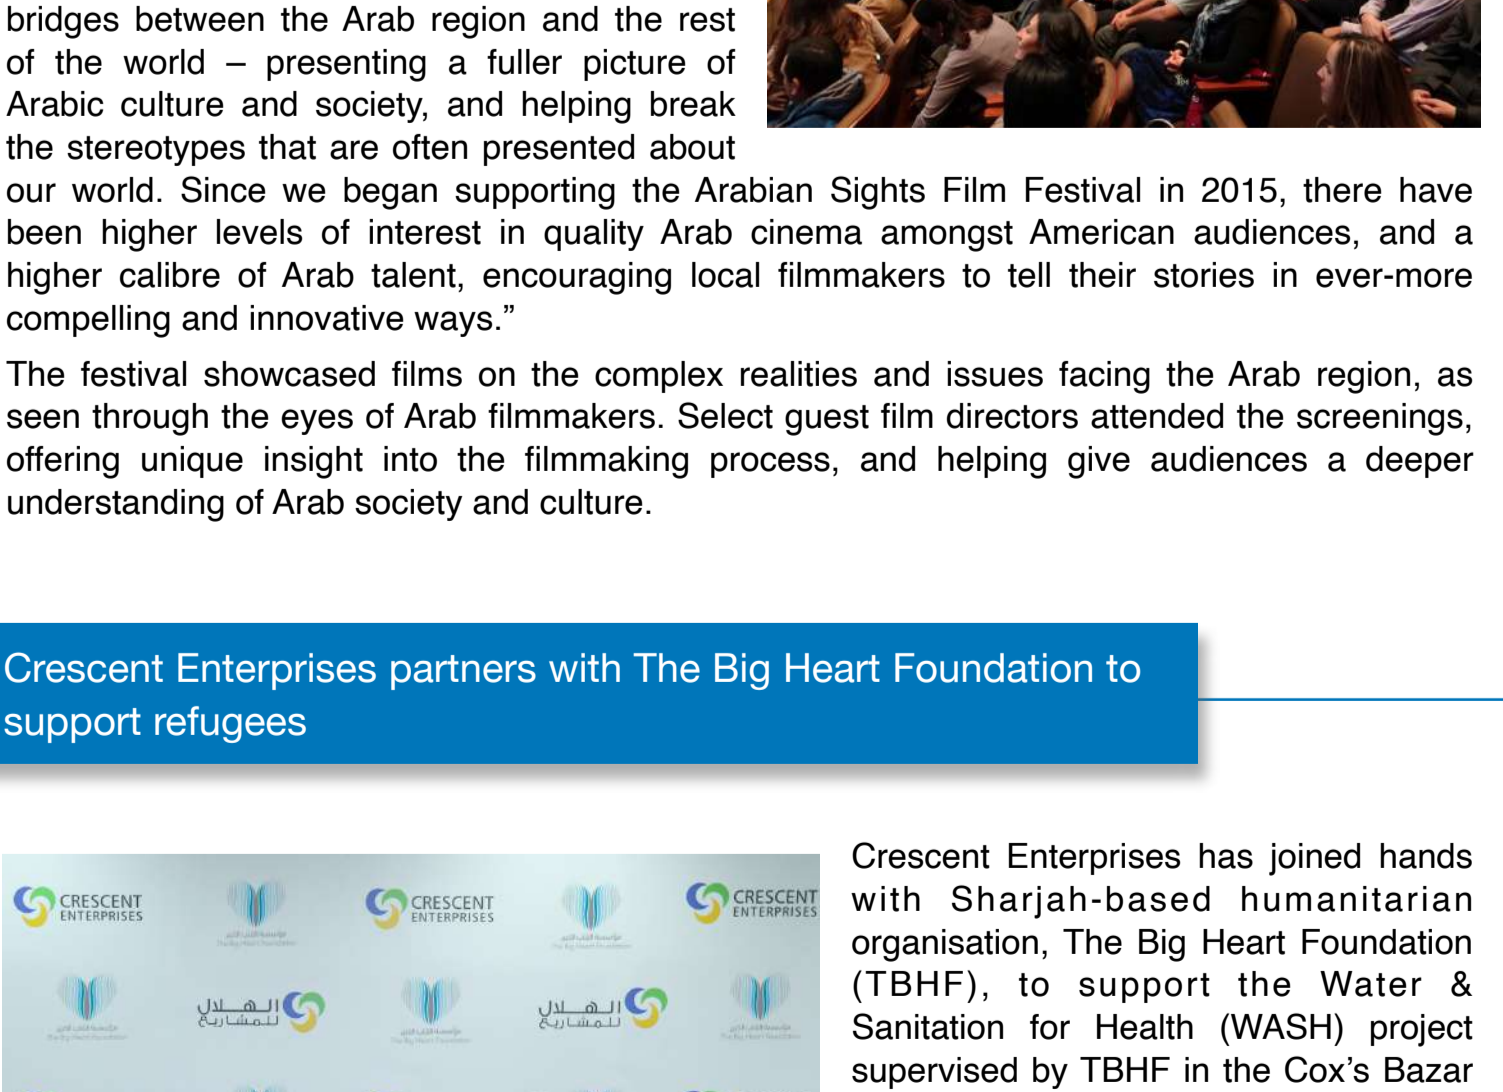 bridges between the Arab region and the rest
of the world – presenting a fuller picture of
Arabic culture and society, and helping break
the stereotypes that are often presented about
our world. Since we began supporting the Arabian Sights Film Festival in 2015, there have
been higher levels of interest in quality Arab cinema amongst American audiences, and a
higher calibre of Arab talent, encouraging local filmmakers to tell their stories in ever-more
compelling and innovative ways.”
The festival showcased films on the complex realities and issues facing the Arab region, as
seen through the eyes of Arab filmmakers. Select guest film directors attended the screenings,
offering unique insight into the filmmaking process, and helping give audiences a deeper
understanding of Arab society and culture.
Crescent Enterprises partners with The Big Heart Foundation to
support refugees
CRESCENT
ENTERPRISES
CRESCENT
ENTERPRISES
CRESCENT
ENTERPRISES
الهلال
للمشاريع
الهلال
للمشاريع
Crescent Enterprises has joined hands
with Sharjah-based humanitarian
organisation, The Big Heart Foundation
(TBHF), to support the Water &
Sanitation for Health (WASH) project
supervised by TBHF in the Cox’s Bazar